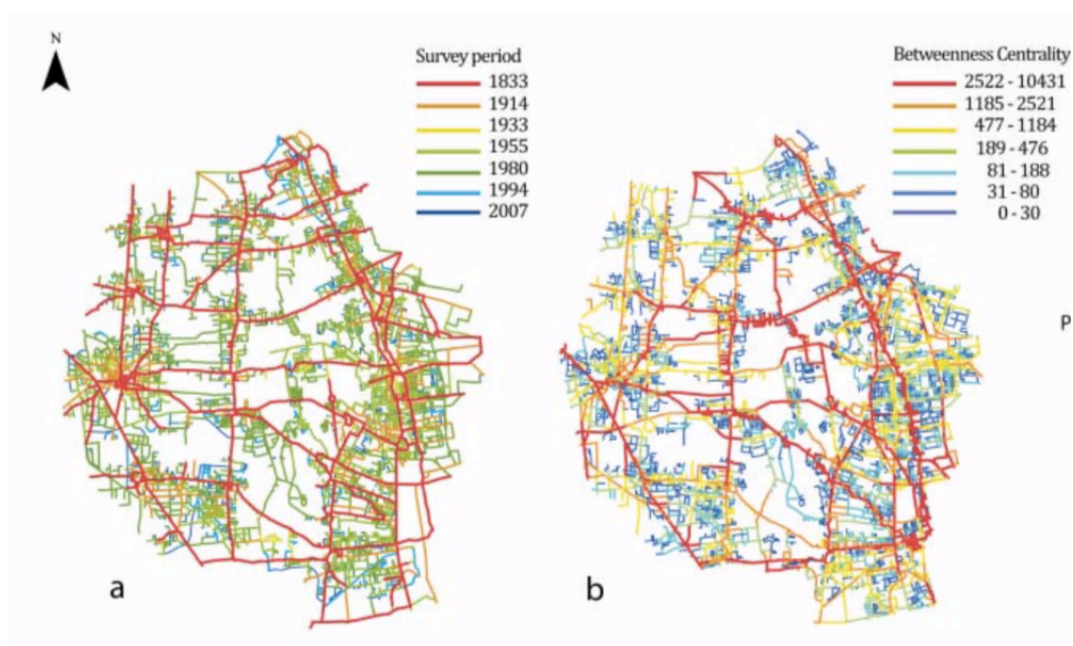 N
Survey period
1833
1914
1933
1955
1980
1994
2007
a
Betweenness Centrality
2522 - 10431
1185 - 2521
477 - 1184
189 - 476
81 - 188
31 - 80
0 - 30
b
P